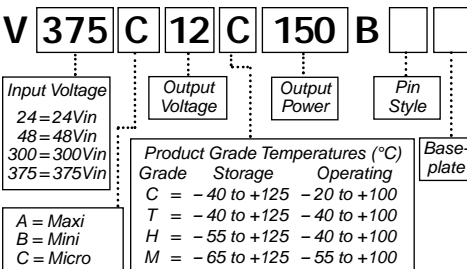 V 375 C 12 C 150 B
Input Voltage
24 = 24Vin
48 = 48Vin
300 = 300Vin
375 = 375Vin
Output
Voltage
Output
Power
Pin
Style
Base-
plate
Product Grade Temperatures (°C)
Grade Storage Operating
C = – 40 to +125 – 20 to +100
T = – 40 to +125 – 40 to +100
H = – 55 to +125 – 40 to +100
M = – 65 to +125 – 55 to +100
A = Maxi
B = Mini
C = Micro